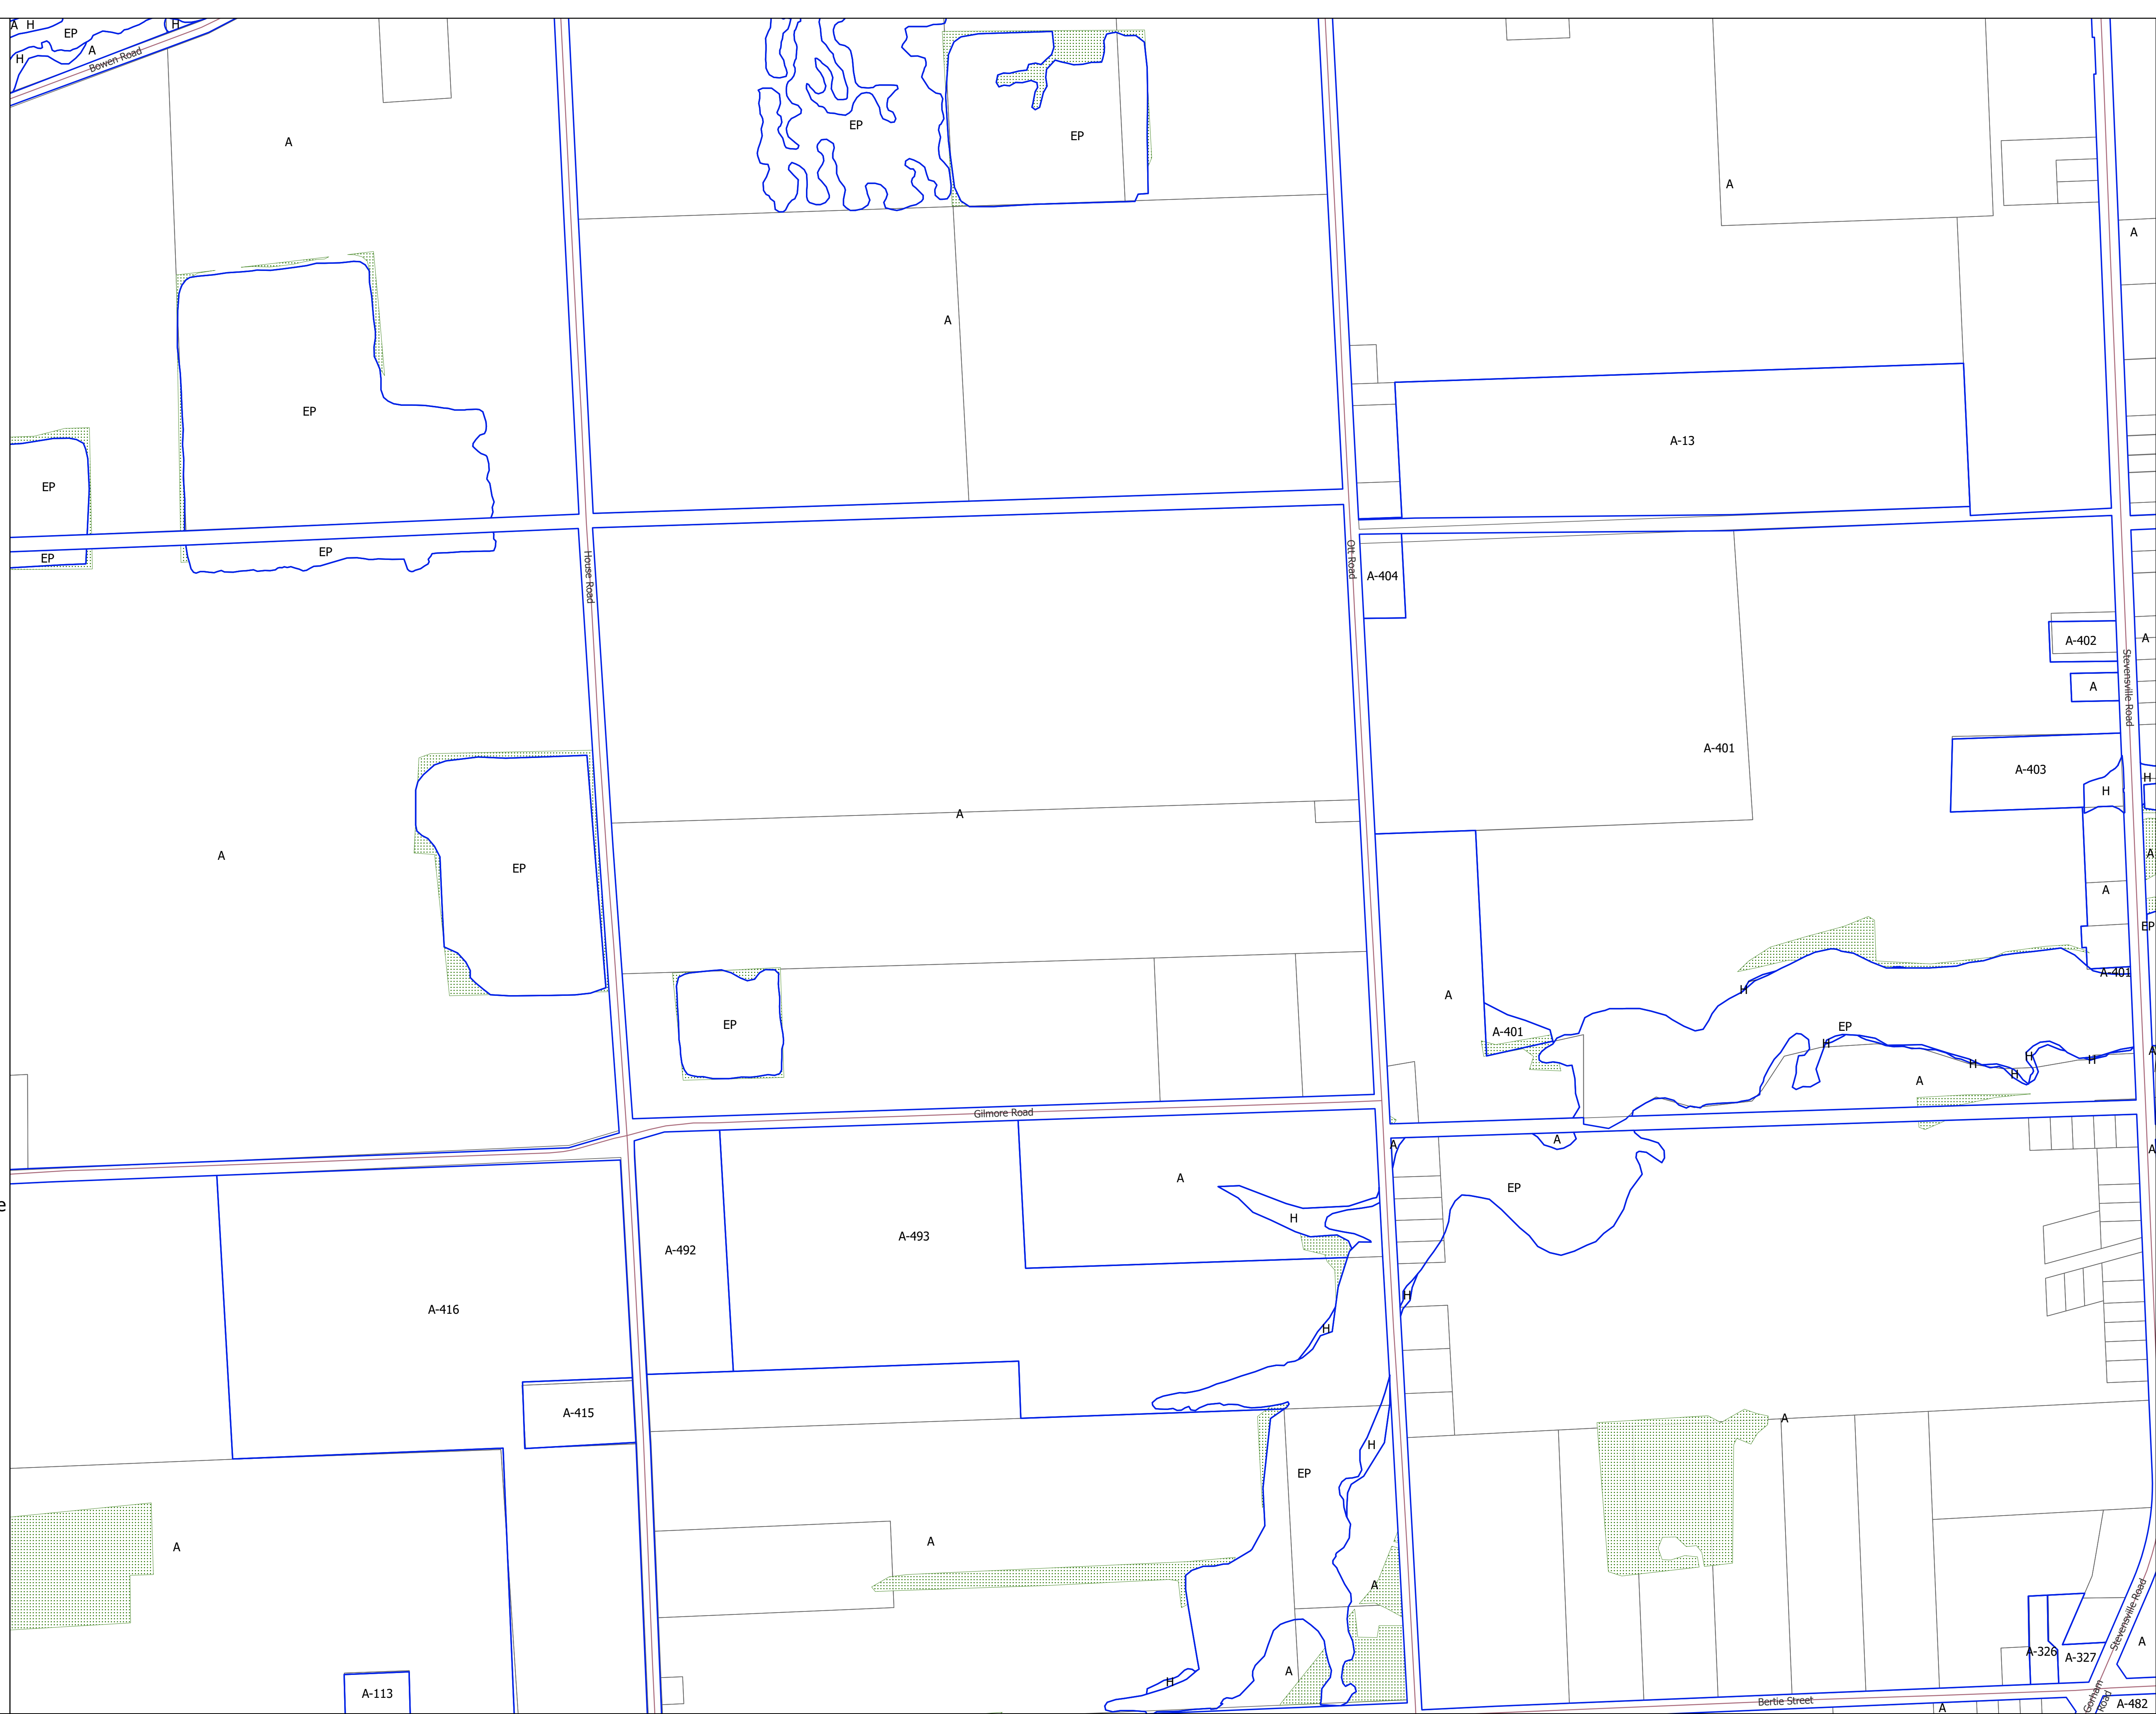 A H
H
EP
A
H
Bowen Road
EP
EP
A
A
A
A
EP
A-13
EP
EP
EP
House Road
Ott Road
A-404
A-402
A
Stevensville Road
A
A-401
A-403
H
H
A
A
EP
A
A
EP
A-401
H
A
EP
A-401
EP
H
H
H
H
H
A
A
Gilmore Road
A
A
A
A
EP
e
H
A-493
A-492
H
A-416
H
A-415
A
H
EP
A
A
A
A
A
A-326
A-327
Stevensville Road
H
A-113
Bertie Street
Gorham
Road
A
A-482